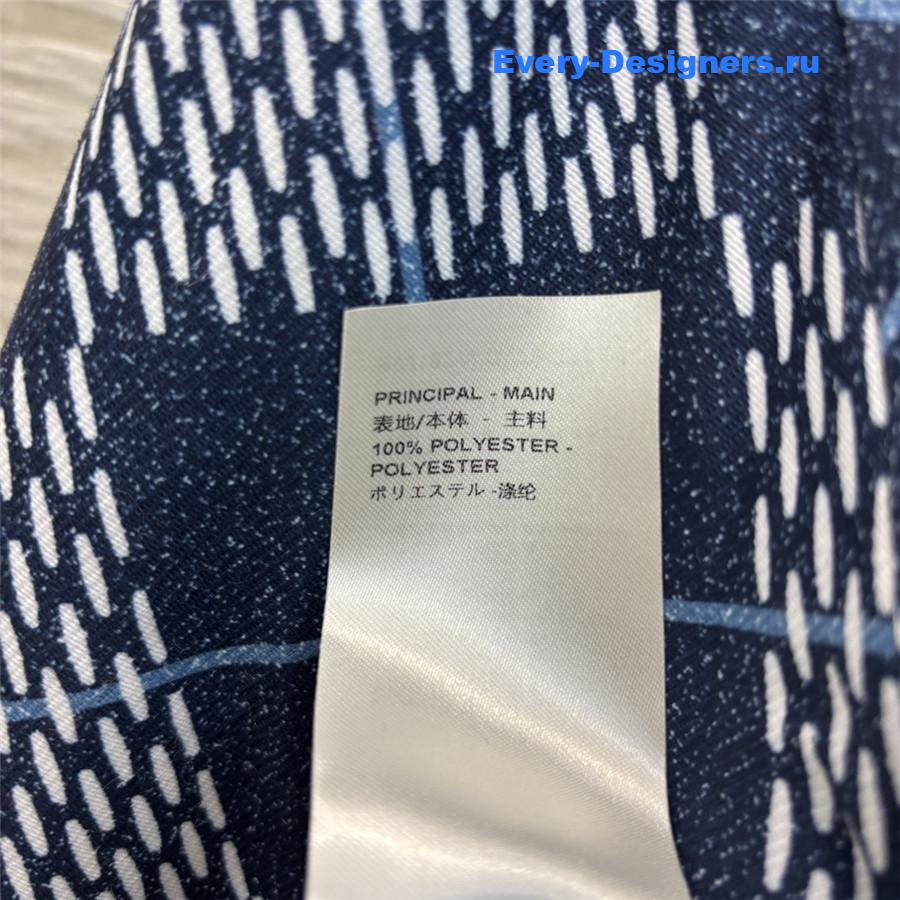 Every-Designers.ru
PRINCIPAL - MAIN
表地/本体 - 主料
100% POLYESTER -
POLYESTER
ポリエステル -涤纶